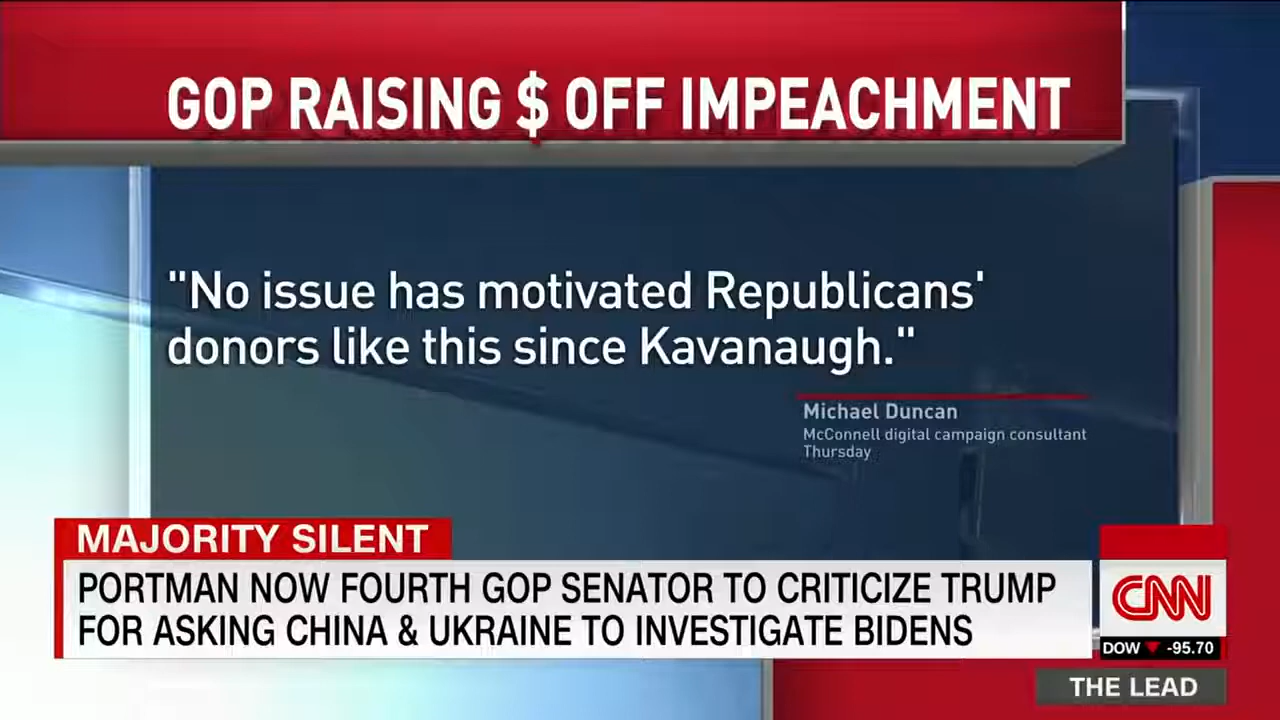 GOP RAISING $ OFF IMPEACHMENT
"No issue has motivated Republicans'
donors like this since Kavanaugh."
Michael Duncan
McConnell digital campaign consultant
Thursday
MAJORITY SILENT
PORTMAN NOW FOURTH GOP SENATOR TO CRITICIZE TRUMP
FOR ASKING CHINA & UKRAINE TO INVESTIGATE BIDENS
CNN
DOW ▼ -95.70
THE LEAD